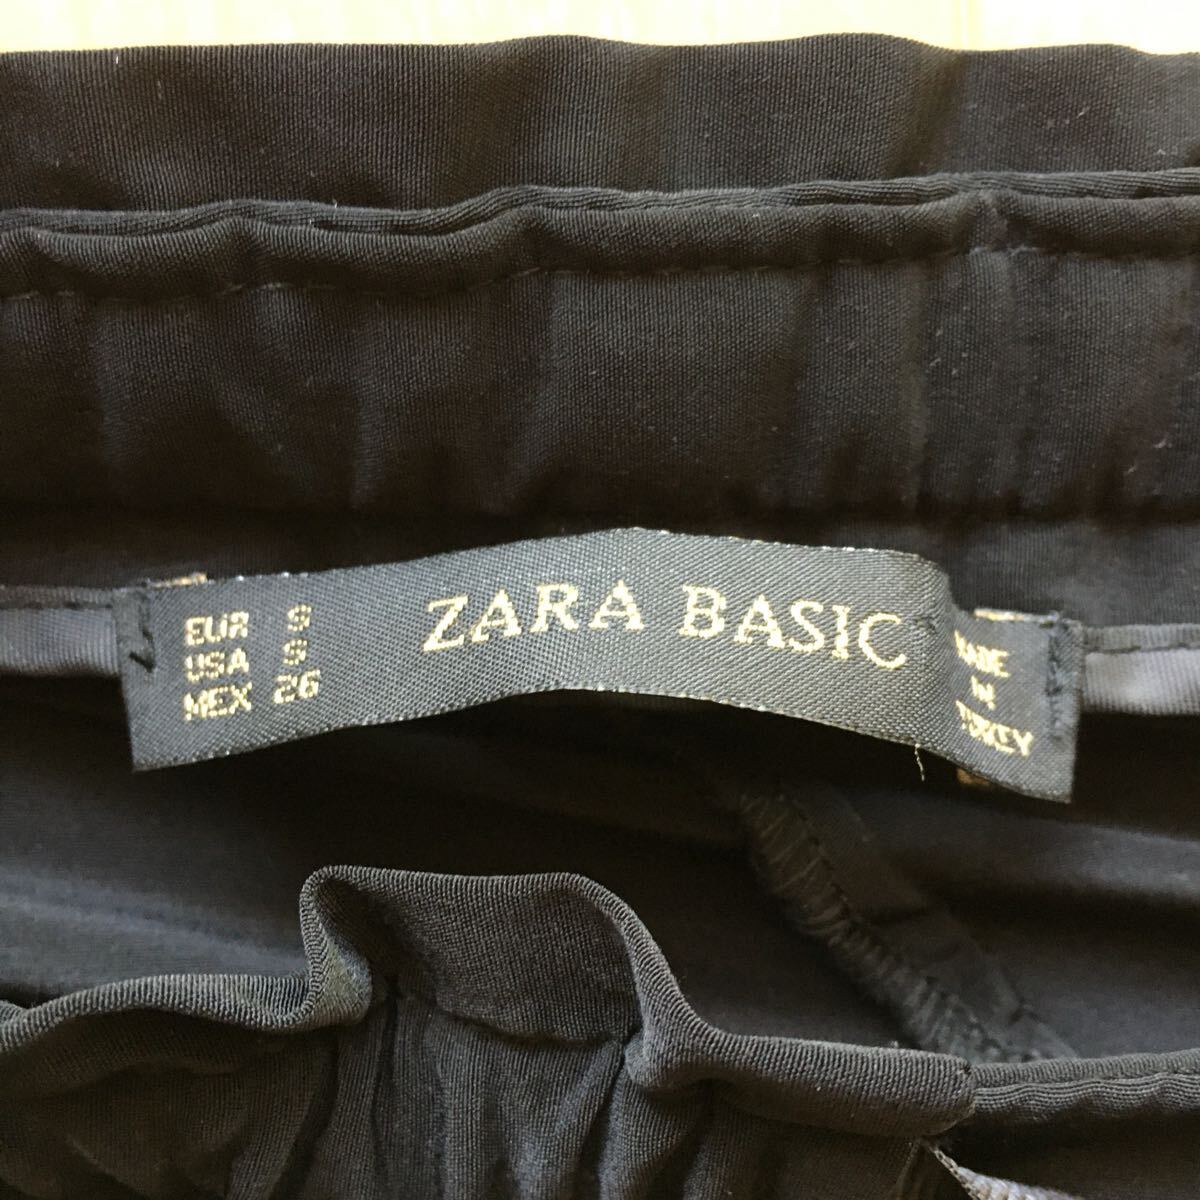 EUR S
USA S
MEX 26
ZARA BASIC
MADE
IN
TURKEY